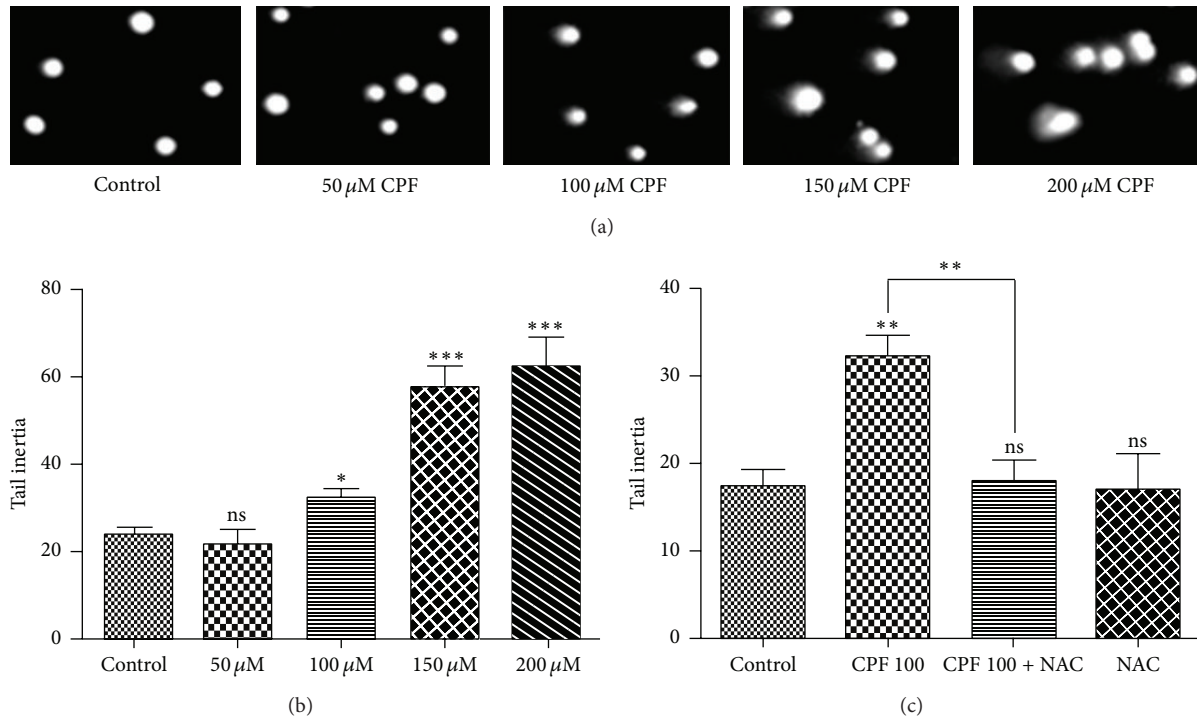 Control
50 μM CPF
100 μM CPF
150 μM CPF
200 μM CPF
(a)
80
60
40
20
0
Tail inertia
ns
*
***
***
Control
50 μM
100 μM
150 μM
200 μM
(b)
40
30
20
10
0
Tail inertia
**
**
ns
ns
Control
CPF 100
CPF 100 + NAC
NAC
(c)